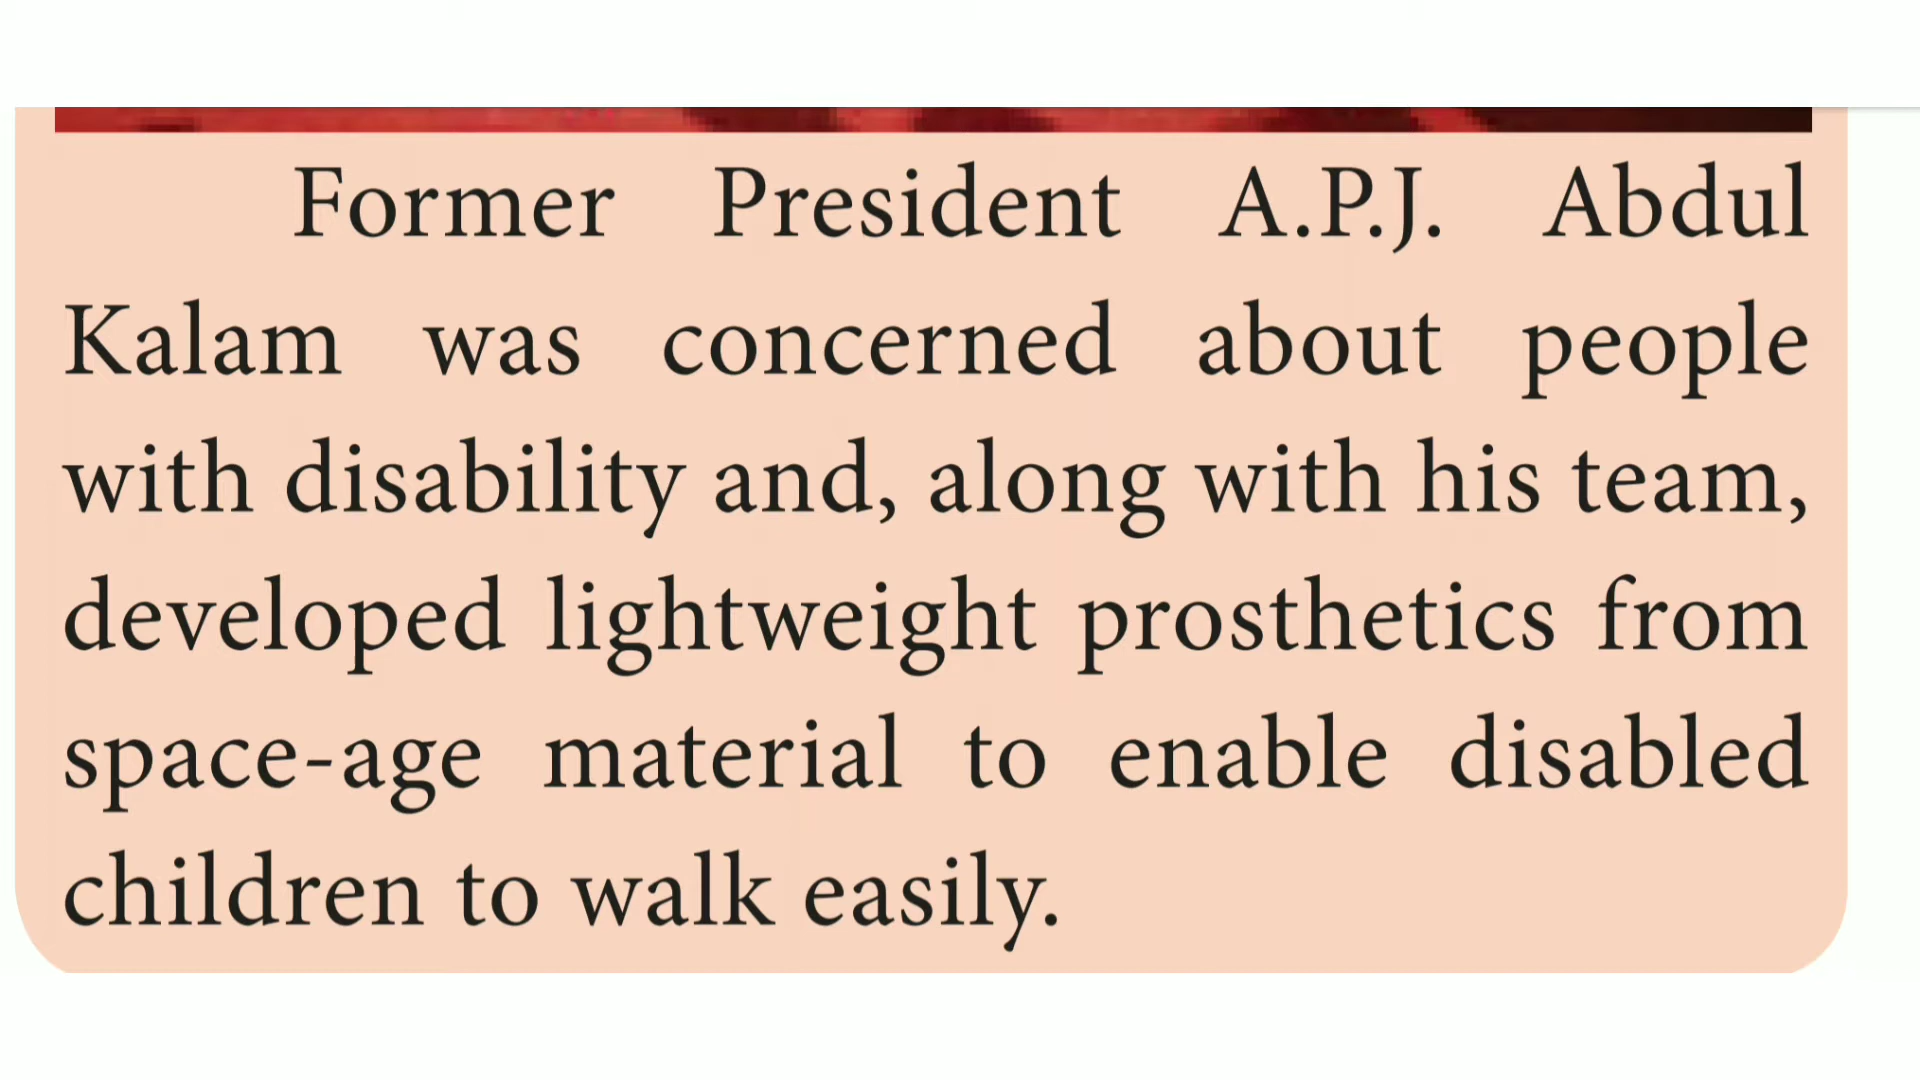 Former President A.P.J. Abdul
Kalam was concerned about people
with disability and, along with his team,
developed lightweight prosthetics from
space-age material to enable disabled
children to walk easily.